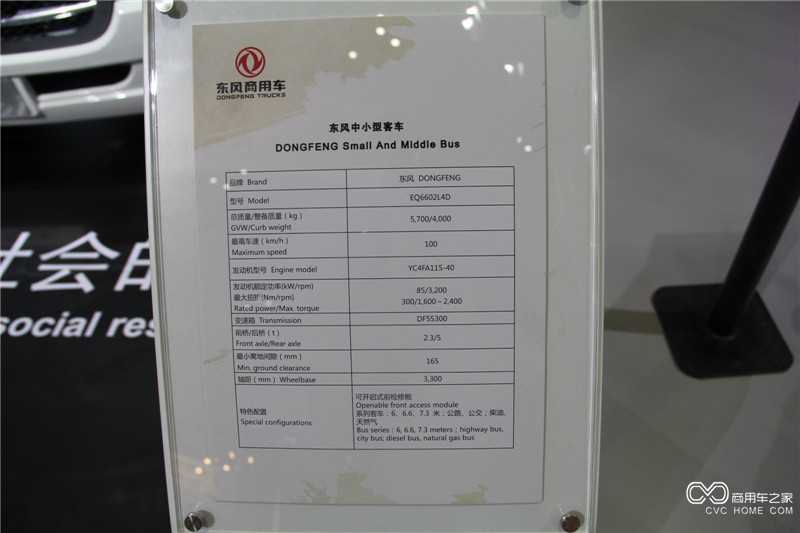 东风商用车
DONGFENG TRUCKS
东风中小型客车
DONGFENG Small And Middle Bus
品牌 Brand 东风 DONGFENG
型号 Model EQ6602L4D
总质量/整备质量（kg）
GVW/Curb weight 5,700/4,000
最高车速（km/h）
Maximum speed 100
发动机型号 Engine model YC4FA115-40
发动机额定功率(kW/rpm) 85/3,200
最大扭矩(Nm/rpm) 300/1,600～2,400
Rated power/Max. torque
变速箱 Transmission DF5S300
前桥/后桥（t）
Front axle/Rear axle 2.3/5
最小离地间隙（mm）
Min. ground clearance 165
轴距（mm）Wheelbase 3,300
特色配置
Special configurations
可开启式前检修舱
Openable front access module
系列客车：6、6.6、7.3 米；公路、公交；柴油、
天然气
Bus series : 6, 6.6, 7.3 meters ; highway bus,
city bus; diesel bus, natural gas bus
社会的
social res
商用车之家
CVC HOME COM